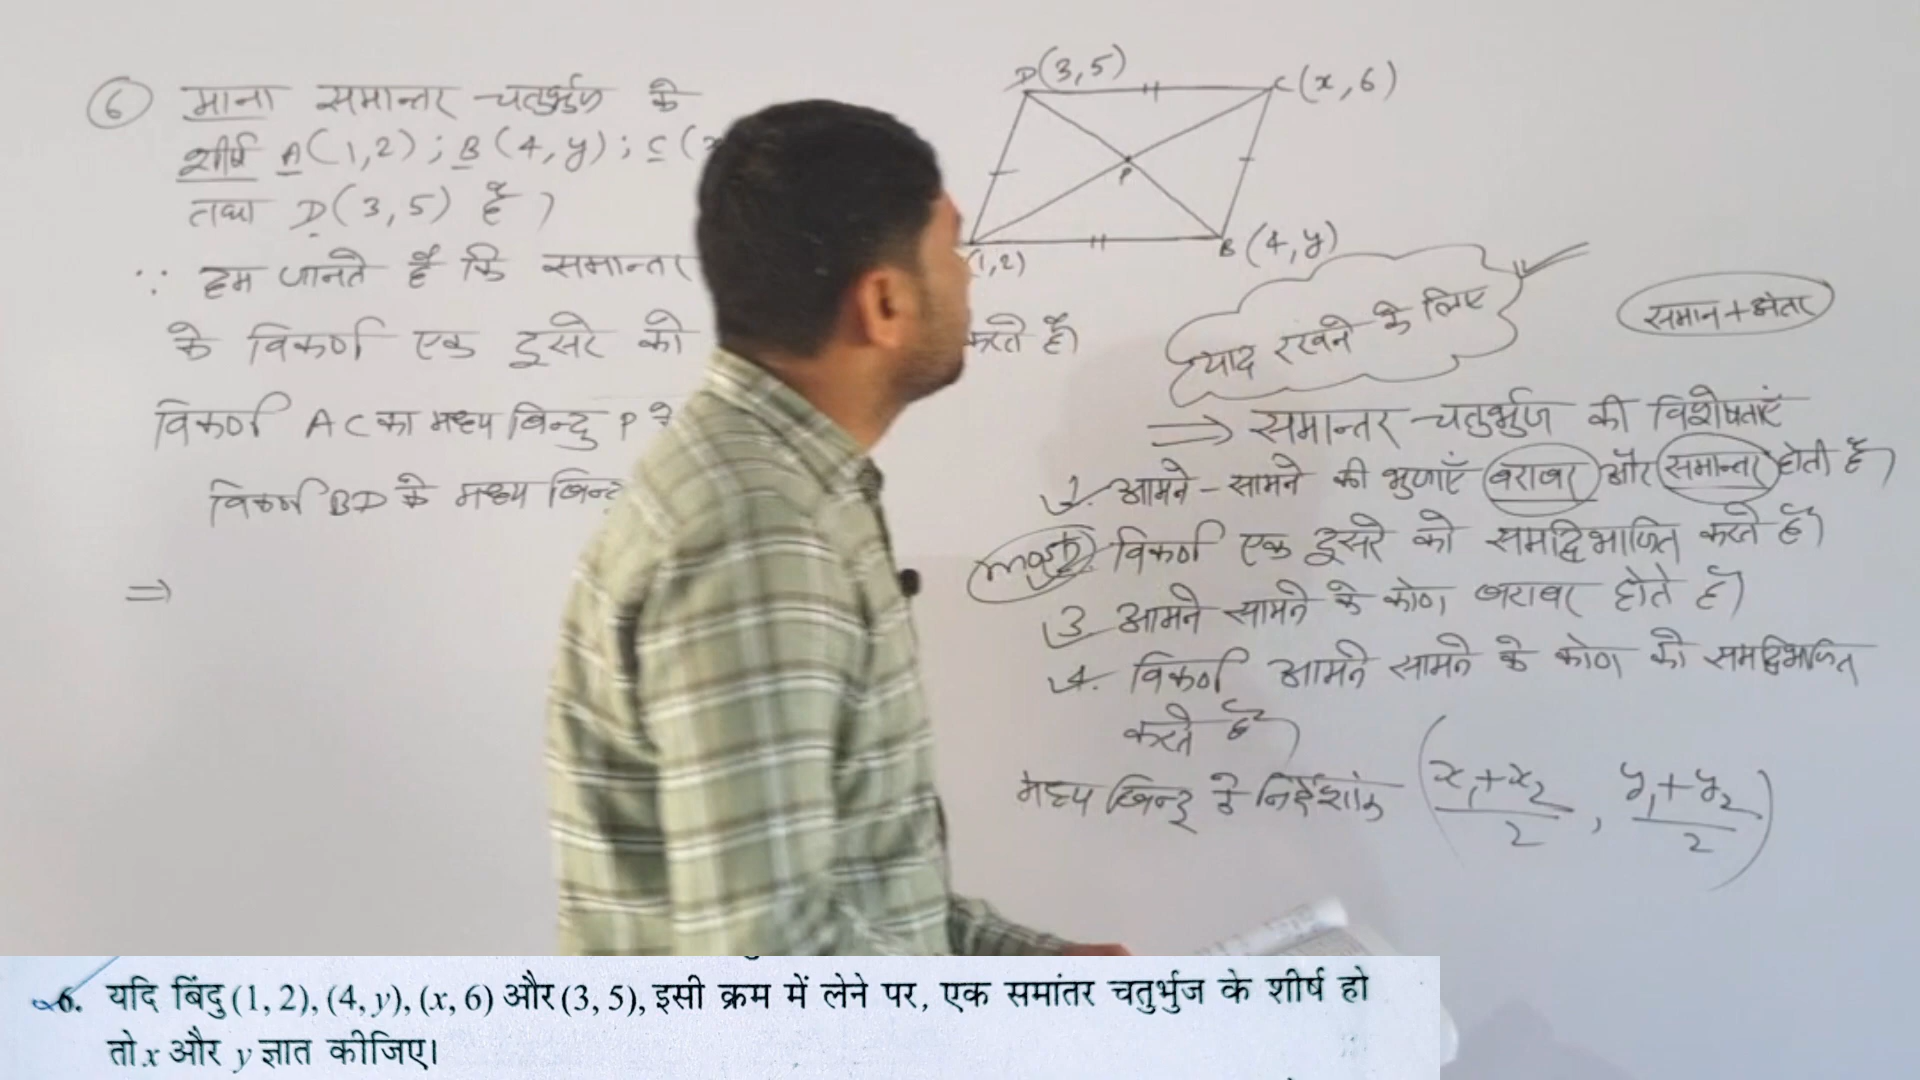 6 माना समान्तर चतुर्भुज के
शीर्ष A(1,2) ; B(4,y) ; C(
तथा D(3,5) है ।
∵ हम जानते है कि समान्तर
के विकर्ण एक दुसरे को करते है।
विकर्ण AC का मध्य बिन्दु P
विकर्ण BD के मध्य बिन्दु
⇒
D(3,5) C(x,6)
P
(1,2) B(4,y)
याद रखने के लिए
समान+अंतर
⇒ समान्तर चतुर्भुज की विशेषताएं
1. आमने-सामने की भुजाएँ बराबर और समान्तर होती है।
विकर्ण एक दुसरे को समद्विभाजित करते है।
3 आमने सामने के कोण बराबर होते है।
4. विकर्ण आमने सामने के कोण को समद्विभाजित
करते है।
मध्य बिन्दु के निर्देशांक (x₁+x₂/2, y₁+y₂/2)
6. यदि बिंदु (1, 2), (4, y), (x, 6) और (3, 5), इसी क्रम में लेने पर, एक समांतर चतुर्भुज के शीर्ष हो
तो x और y ज्ञात कीजिए।